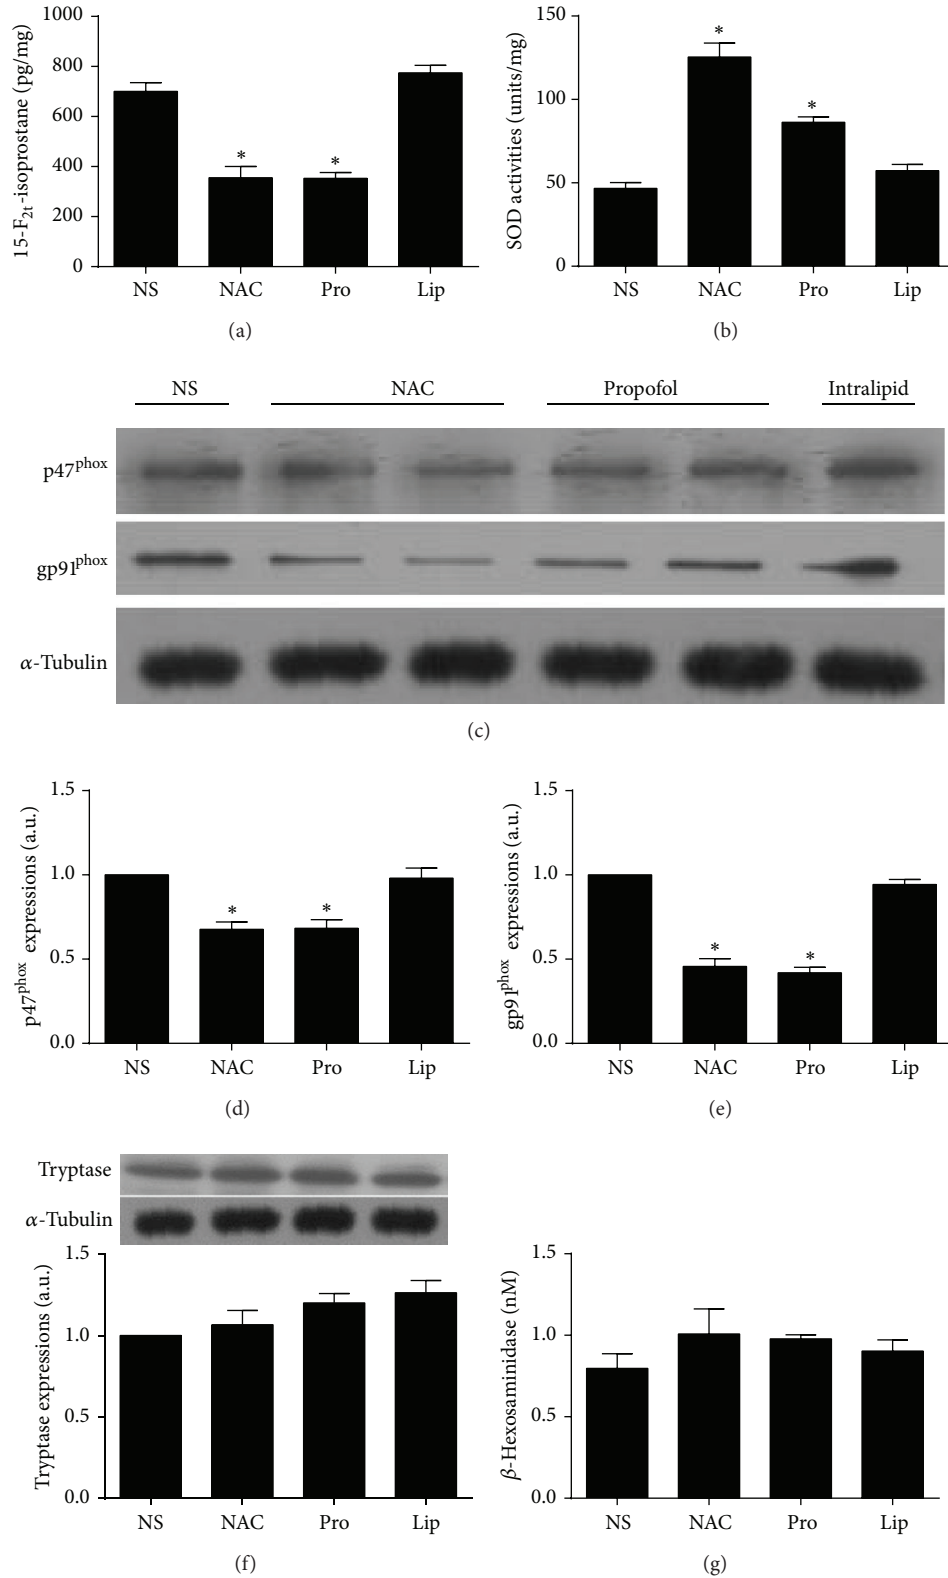 15-F2t-isoprostane (pg/mg)
1000
800
600
400
200
0
*
*
NS NAC Pro Lip
(a)
SOD activities (units/mg)
150
100
50
0
*
*
NS NAC Pro Lip
(b)
NS NAC Propofol Intralipid
p47phox
gp91phox
α-Tubulin
(c)
p47phox expressions (a.u.)
1.5
1.0
0.5
0.0
*
*
NS NAC Pro Lip
(d)
gp91phox expressions (a.u.)
1.5
1.0
0.5
0.0
*
*
NS NAC Pro Lip
(e)
Tryptase
α-Tubulin
Tryptase expressions (a.u.)
1.5
1.0
0.5
0.0
NS NAC Pro Lip
(f)
β-Hexosaminidase (nM)
1.5
1.0
0.5
0.0
NS NAC Pro Lip
(g)